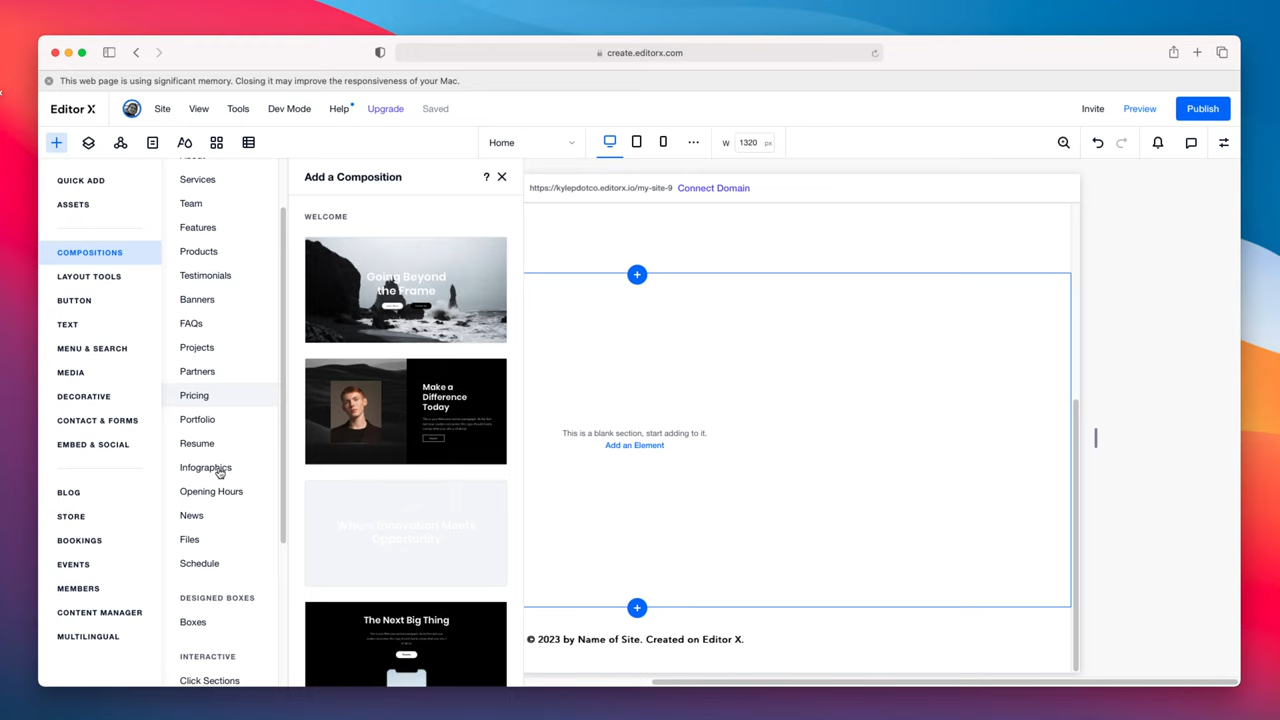 create.editorx.com
This web page is using significant memory. Closing it may improve the responsiveness of your Mac.
Editor X
Site
View
Tools
Dev Mode
Help
Upgrade
Saved
Invite
Preview
Publish
Home
W
1320
px
QUICK ADD
ASSETS
COMPOSITIONS
LAYOUT TOOLS
BUTTON
TEXT
MENU & SEARCH
MEDIA
DECORATIVE
CONTACT & FORMS
EMBED & SOCIAL
BLOG
STORE
BOOKINGS
EVENTS
MEMBERS
CONTENT MANAGER
MULTILINGUAL
Services
Team
Features
Products
Testimonials
Banners
FAQs
Projects
Partners
Pricing
Portfolio
Resume
Infographics
Opening Hours
News
Files
Schedule
DESIGNED BOXES
Boxes
INTERACTIVE
Click Sections
Add a Composition
?
WELCOME
Going Beyond
the Frame
Make a
Difference
Today
Where Innovation Meets
Opportunity
The Next Big Thing
https://kylepdotco.editorx.io/my-site-9
Connect Domain
This is a blank section, start adding to it.
Add an Element
© 2023 by Name of Site. Created on Editor X.